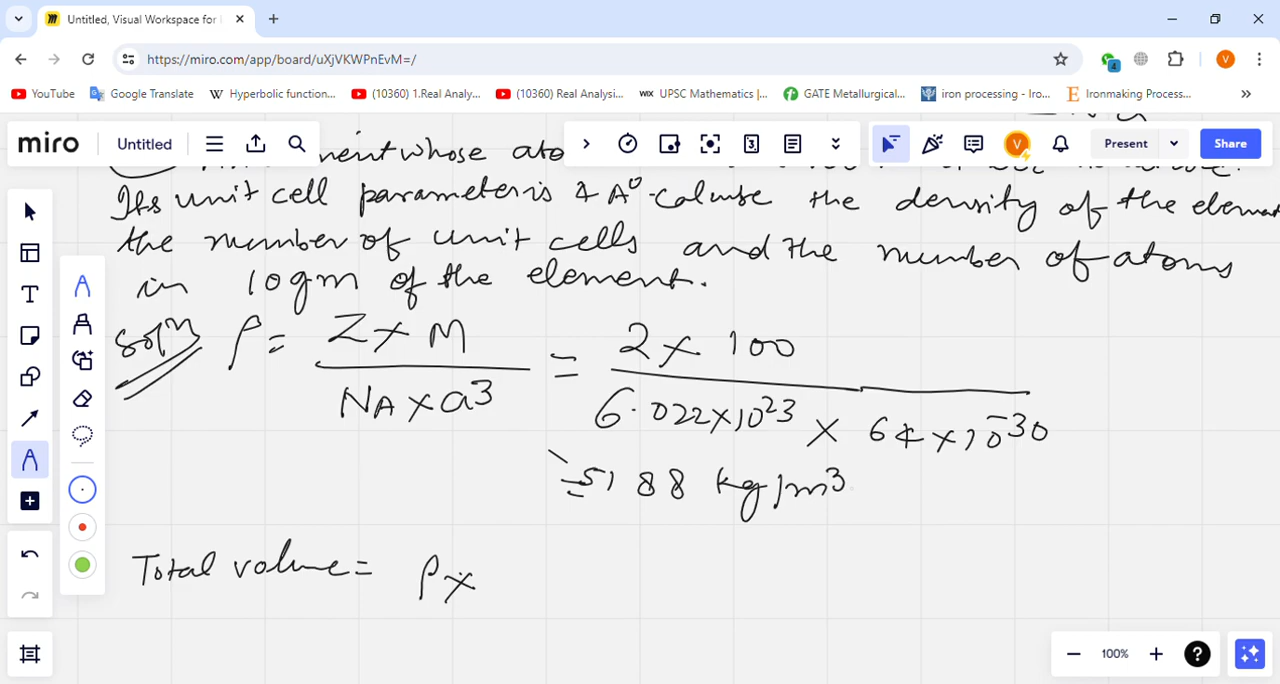 Untitled, Visual Workspace for
https://miro.com/app/board/uXjVKWPnEvM=/
4
V
YouTube
Google Translate
Hyperbolic function...
(10360) 1.Real Analy...
(10360) Real Analysi...
WIX UPSC Mathematics |...
GATE Metallurgical...
iron processing - Iro...
Ironmaking Process...
miro Untitled
3
V
Present
Share
whose
Its unit cell parameter is 4 A° the density of the element
the number of unit cells and the number of atoms
in 10gm of the element.
Soln ρ = Z × M / NA × a³ = 2 × 100 / 6.022×10²³ × 64×10⁻³⁰
= 5188 kg/m³
Total volume = ρ×
100%
?